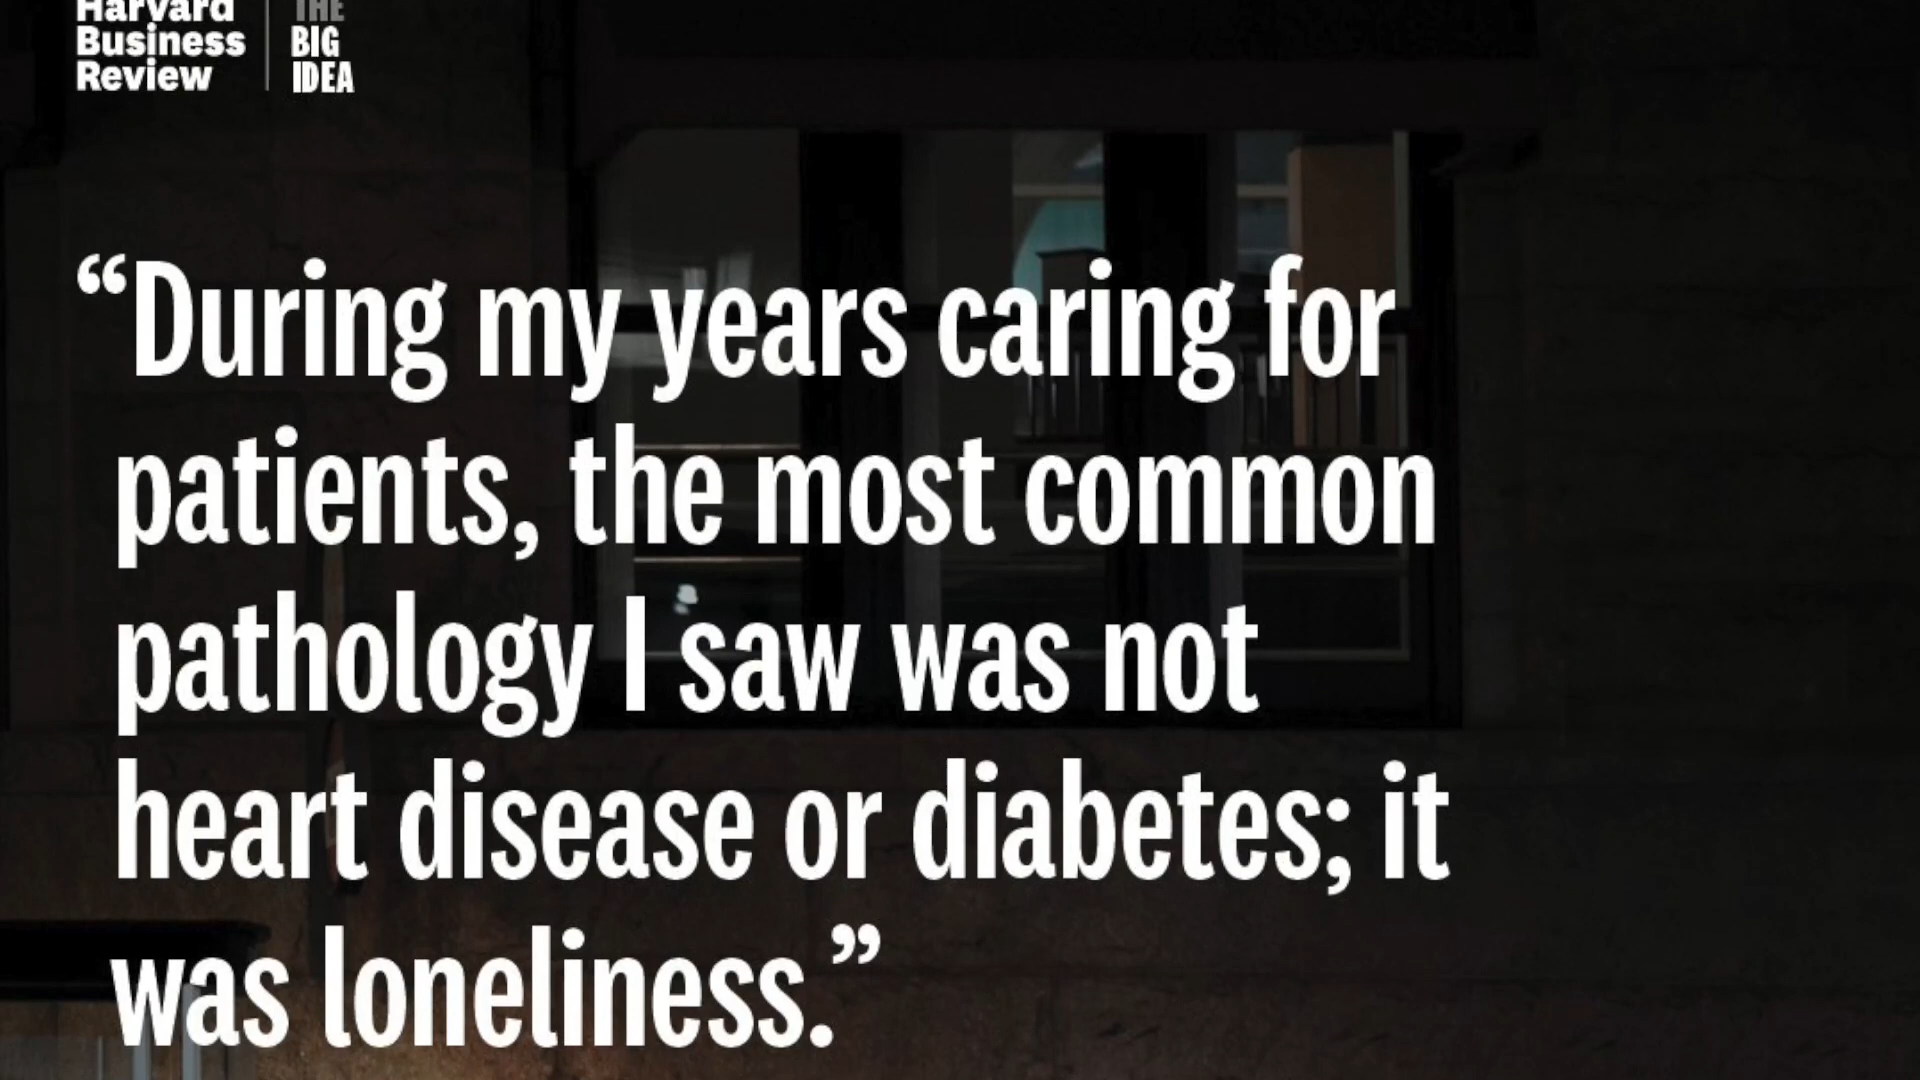 Harvard
Business
Review
THE
BIG
IDEA
“During my years caring for
patients, the most common
pathology I saw was not
heart disease or diabetes; it
was loneliness.”